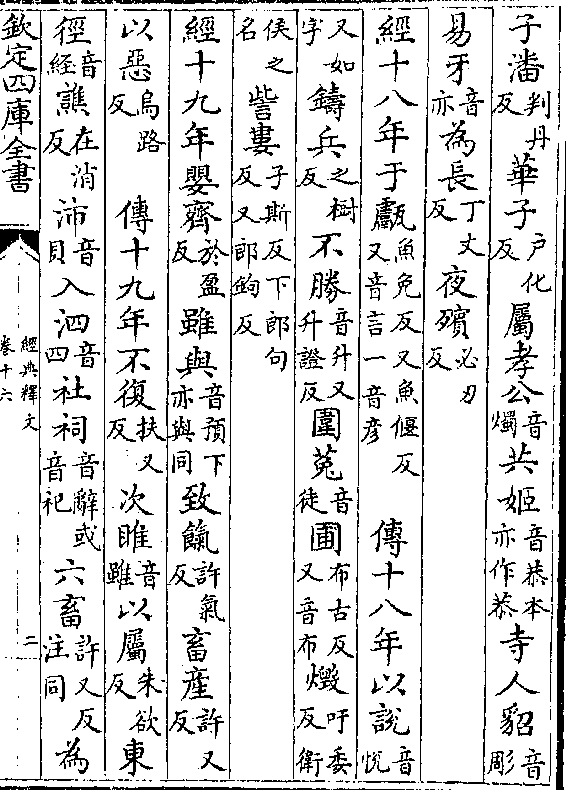 子潘判丹反華子戶化反屬孝公音燭共姬音恭本亦作恭寺人貂音彫
易牙音亦為長丁丈反夜殯必刃反
經十八年于甗魚免反又魚偃反又音言一音彥 傳十八年以說音悅
又如字鑄兵之樹反不勝音升又升證反圍菟音徒圃布古反又音布燬吁委反衛
侯之名訾婁子斯反下郎句反又郎鉤反
經十九年嬰齊於盈反雖與音預下亦與同致餼許氣反畜產許又反
以惡烏路反 傳十九年不復扶又反次睢音雖以屬朱欲反東
徑音經譙在消反沛音貝入泗音四社祠音辭或音祀六畜許又反注同為
欽定四庫全書
經典釋文
卷十六
二